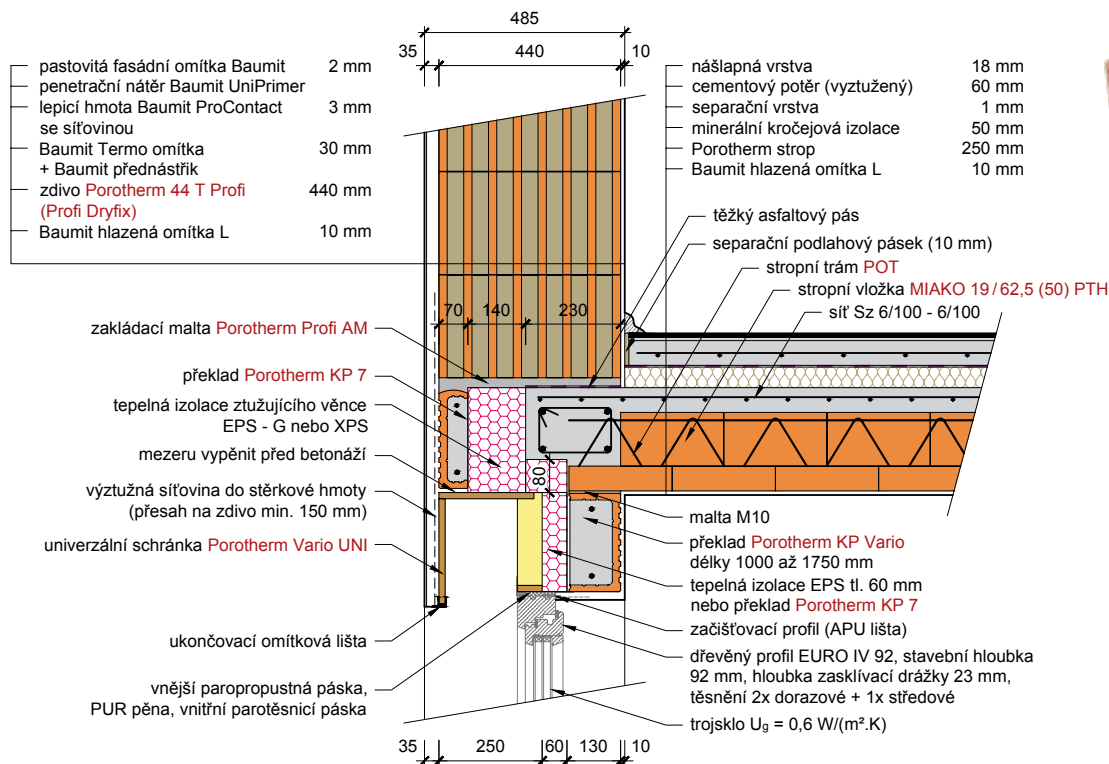 485
35
440
10
pastovitá fasádní omítka Baumit 2 mm
penetrační nátěr Baumit UniPrimer
lepicí hmota Baumit ProContact 3 mm
se síťovinou
Baumit Termo omítka 30 mm
+ Baumit přednástřik
zdivo Porotherm 44 T Profi 440 mm
(Profi Dryfix)
Baumit hlazená omítka L 10 mm
nášlapná vrstva 18 mm
cementový potěr (vyztužený) 60 mm
separační vrstva 1 mm
minerální kročejová izolace 50 mm
Porotherm strop 250 mm
Baumit hlazená omítka L 10 mm
těžký asfaltový pás
separační podlahový pásek (10 mm)
stropní trám POT
stropní vložka MIAKO 19/62,5 (50) PTH
síť Sz 6/100 - 6/100
70
140
230
zakládací malta Porotherm Profi AM
překlad Porotherm KP 7
tepelná izolace ztužujícího věnce
EPS - G nebo XPS
mezeru vypěnit před betonáží
výztužná síťovina do stěrkové hmoty
(přesah na zdivo min. 150 mm)
univerzální schránka Porotherm Vario UNI
80
ukončovací omítková lišta
vnější paropropustná páska,
PUR pěna, vnitřní parotěsnicí páska
malta M10
překlad Porotherm KP Vario
délky 1000 až 1750 mm
tepelná izolace EPS tl. 60 mm
nebo překlad Porotherm KP 7
začišťovací profil (APU lišta)
dřevěný profil EURO IV 92, stavební hloubka
92 mm, hloubka zasklívací drážky 23 mm,
těsnění 2x dorazové + 1x středové
trojsklo Ug = 0,6 W/(m².K)
35
250
60
130
10